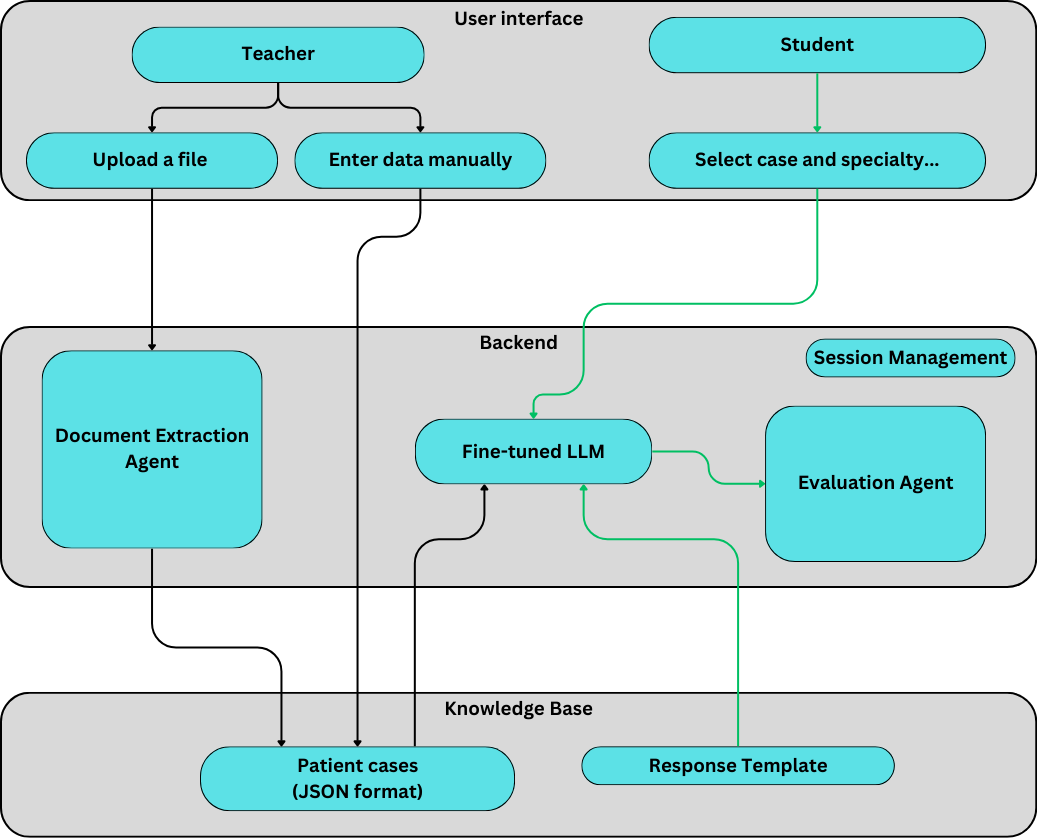 User interface
Teacher
Student
Upload a file
Enter data manually
Select case and specialty...
Backend
Session Management
Document Extraction
Agent
Fine-tuned LLM
Evaluation Agent
Knowledge Base
Patient cases
(JSON format)
Response Template